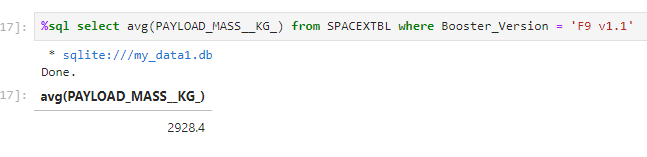 17]: %sql select avg(PAYLOAD_MASS__KG_) from SPACEXTBL where Booster_Version = 'F9 v1.1'
* sqlite:///my_data1.db
Done.
17]: avg(PAYLOAD_MASS__KG_)
2928.4